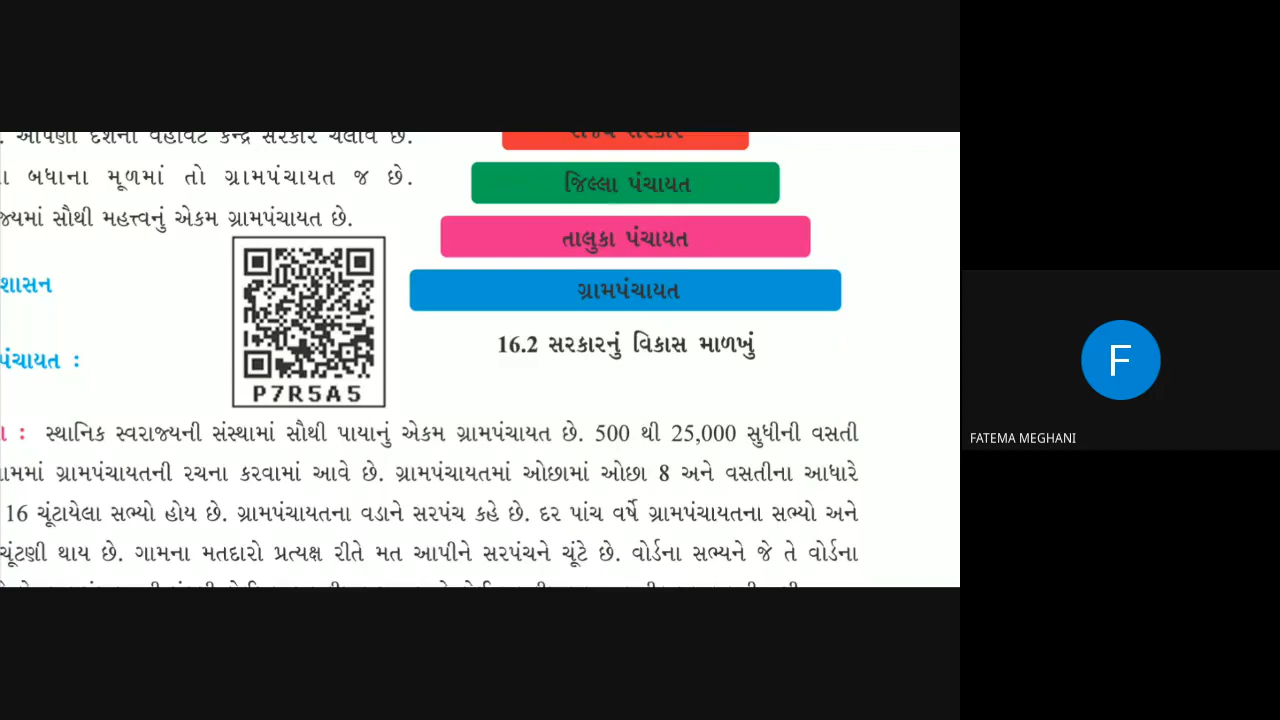 . આપણા દેશનો વહીવટ કેન્દ્ર સરકાર ચલાવે છે.
બધાના મૂળમાં તો ગ્રામપંચાયત જ છે.
સૌથી મહત્ત્વનું એકમ ગ્રામપંચાયત છે.
રાજ્ય સરકાર
જિલ્લા પંચાયત
તાલુકા પંચાયત
ગ્રામપંચાયત
16.2 સરકારનું વિકાસ માળખું
શાસન
પંચાયત :
P7R5A5
: સ્થાનિક સ્વરાજ્યની સંસ્થામાં સૌથી પાયાનું એકમ ગ્રામપંચાયત છે. 500 થી 25,000 સુધીની વસતી
ગ્રામપંચાયતની રચના કરવામાં આવે છે. ગ્રામપંચાયતમાં ઓછામાં ઓછા 8 અને વસતીના આધારે
16 ચૂંટાયેલા સભ્યો હોય છે. ગ્રામપંચાયતના વડાને સરપંચ કહે છે. દર પાંચ વર્ષે ગ્રામપંચાયતના સભ્યો અને
ચૂંટણી થાય છે. ગામના મતદારો પ્રત્યક્ષ રીતે મત આપીને સરપંચને ચૂંટે છે. વોર્ડના સભ્યને જે તે વોર્ડના
F
FATEMA MEGHANI